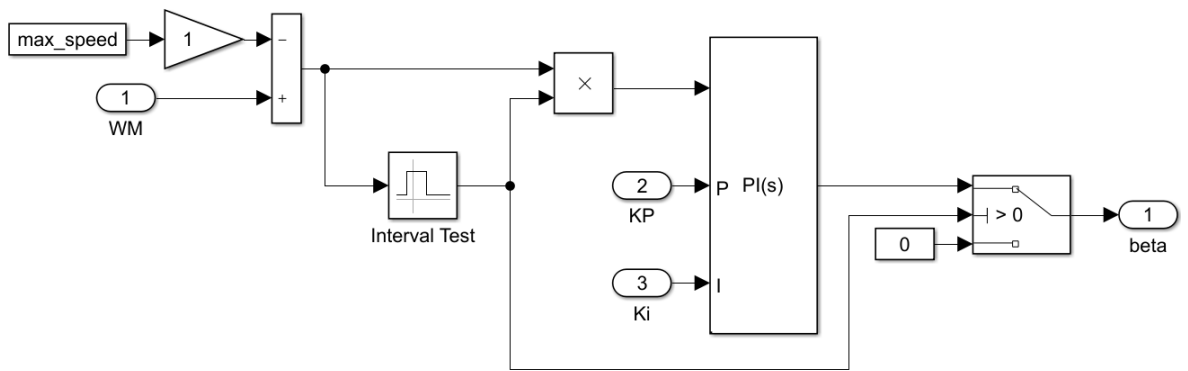 max_speed
1
−
+
1
WM
×
Interval Test
2
KP
3
Ki
P
PI(s)
I
> 0
0
1
beta